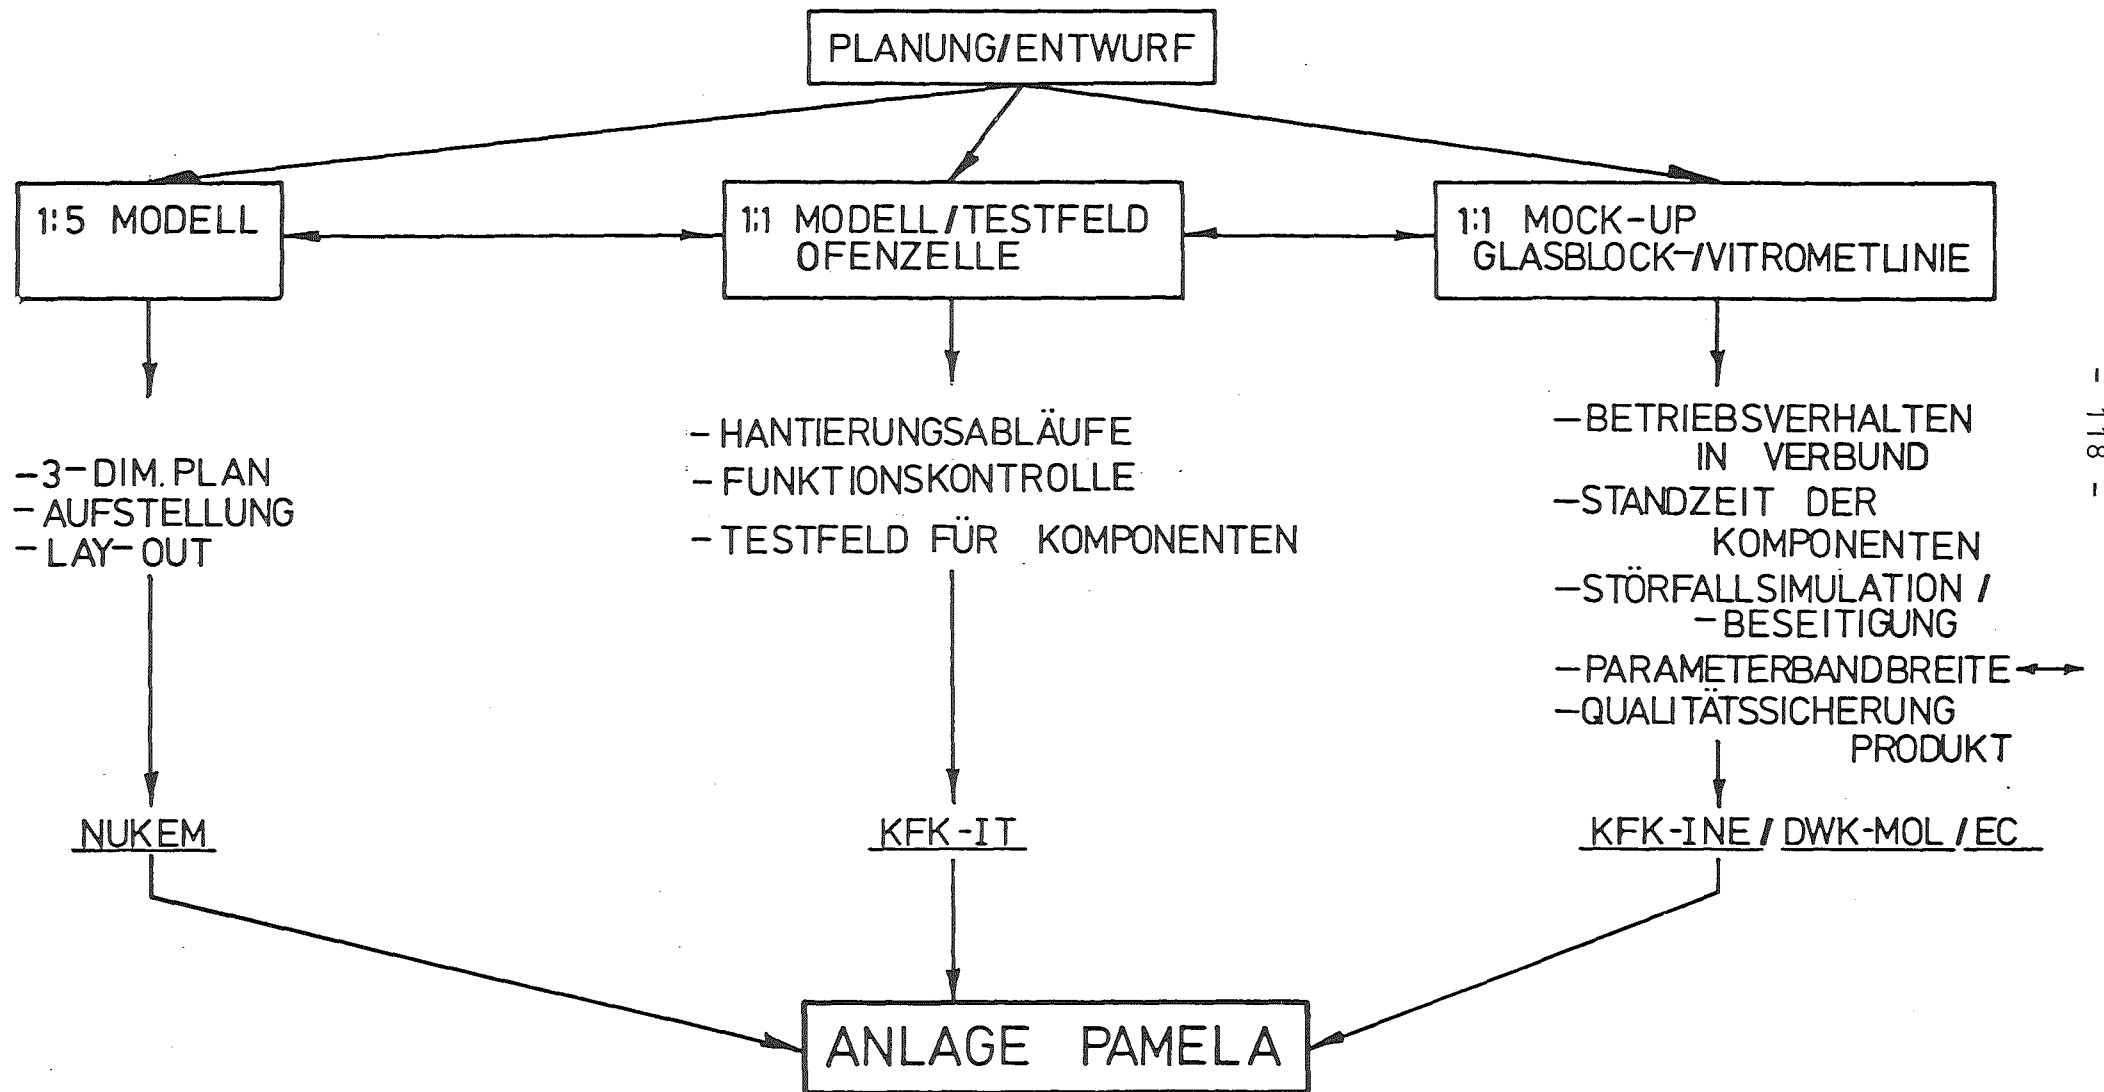 PLANUNG/ENTWURF
1:5 MODELL
1:1 MODELL/TESTFELD
OFENZELLE
1:1 MOCK-UP
GLASBLOCK-/VITROMETLINIE
-3-DIM. PLAN
-AUFSTELLUNG
-LAY-OUT
-HANTIERUNGSABLÄUFE
-FUNKTIONSKONTROLLE
-TESTFELD FÜR KOMPONENTEN
-BETRIEBSVERHALTEN
IN VERBUND
-STANDZEIT DER
KOMPONENTEN
-STÖRFALLSIMULATION /
-BESEITIGUNG
-PARAMETERBANDBREITE
-QUALITÄTSSICHERUNG
PRODUKT
NUKEM
KFK-IT
KFK-INE / DWK-MOL / EC
ANLAGE PAMELA
- 118 -